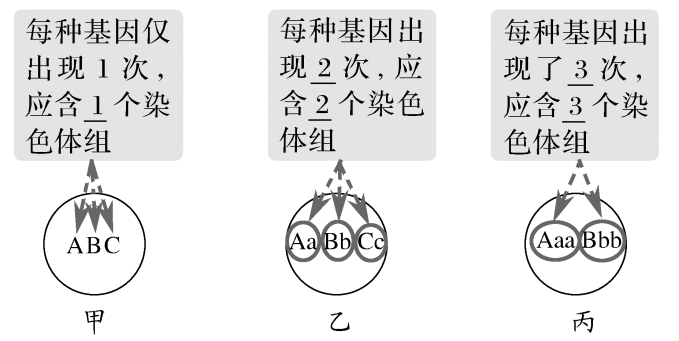 每种基因仅
出现 1 次，
应含 1 个染
色体组
ABC
甲
每种基因出
现 2 次，应
含 2 个染色
体组
Aa Bb Cc
乙
每种基因出
现了 3 次，
应含 3 个染
色体组
Aaa Bbb
丙